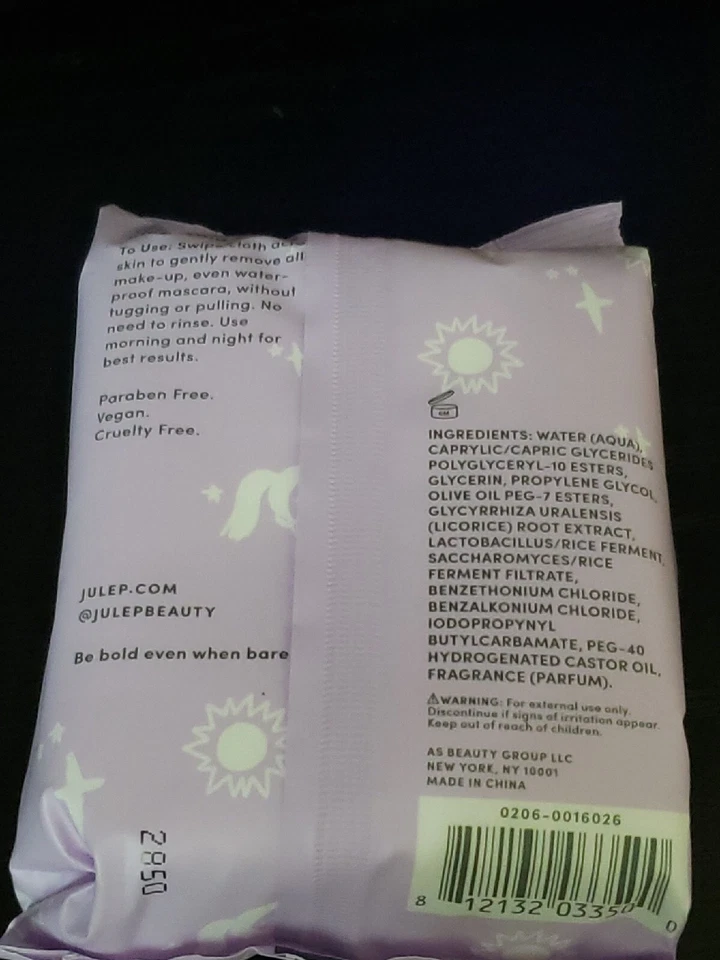 To Use: Swipe cloth
skin to gently remove all
make-up, even water-
proof mascara, without
tugging or pulling. No
need to rinse. Use
morning and night for
best results.
Paraben Free.
Vegan.
Cruelty Free.
JULEP.COM
@JULEPBEAUTY
Be bold even when bare
2850
INGREDIENTS: WATER (AQUA),
CAPRYLIC/CAPRIC GLYCERIDES
POLYGLYCERYL-10 ESTERS,
GLYCERIN, PROPYLENE GLYCOL,
OLIVE OIL PEG-7 ESTERS,
GLYCYRRHIZA URALENSIS
(LICORICE) ROOT EXTRACT,
LACTOBACILLUS/RICE FERMENT,
SACCHAROMYCES/RICE
FERMENT FILTRATE,
BENZETHONIUM CHLORIDE,
BENZALKONIUM CHLORIDE,
IODOPROPYNYL
BUTYLCARBAMATE, PEG-40
HYDROGENATED CASTOR OIL,
FRAGRANCE (PARFUM).
⚠WARNING: For external use only.
Discontinue if signs of irritation appear.
Keep out of reach of children.
AS BEAUTY GROUP LLC
NEW YORK, NY 10001
MADE IN CHINA
0206-0016026
8 12132 03350 0